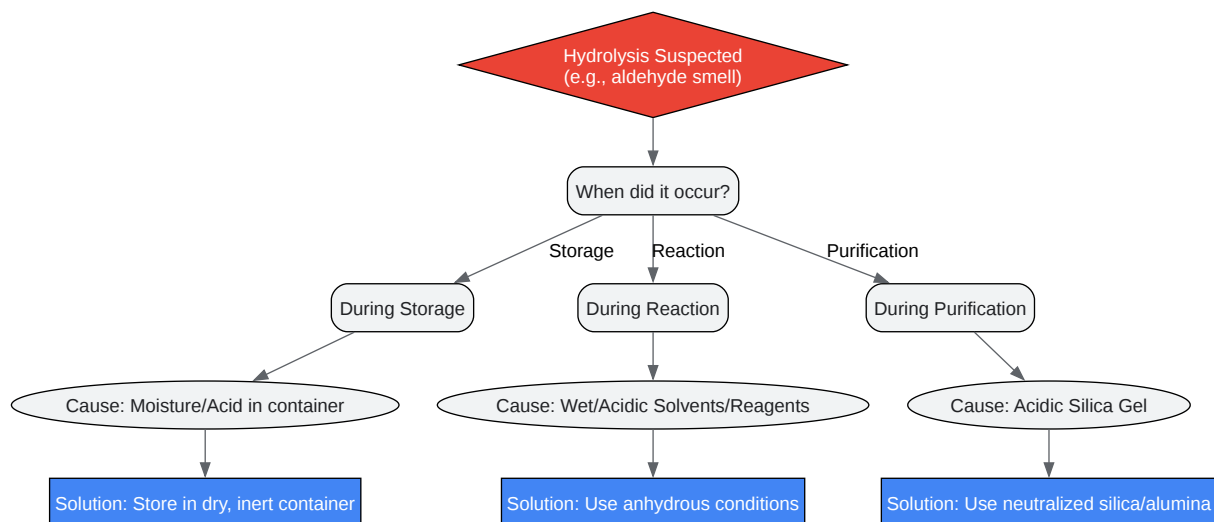 Hydrolysis Suspected
(e.g., aldehyde smell)
When did it occur?
Storage
Reaction
Purification
During Storage
During Reaction
During Purification
Cause: Moisture/Acid in container
Cause: Wet/Acidic Solvents/Reagents
Cause: Acidic Silica Gel
Solution: Store in dry, inert container
Solution: Use anhydrous conditions
Solution: Use neutralized silica/alumina